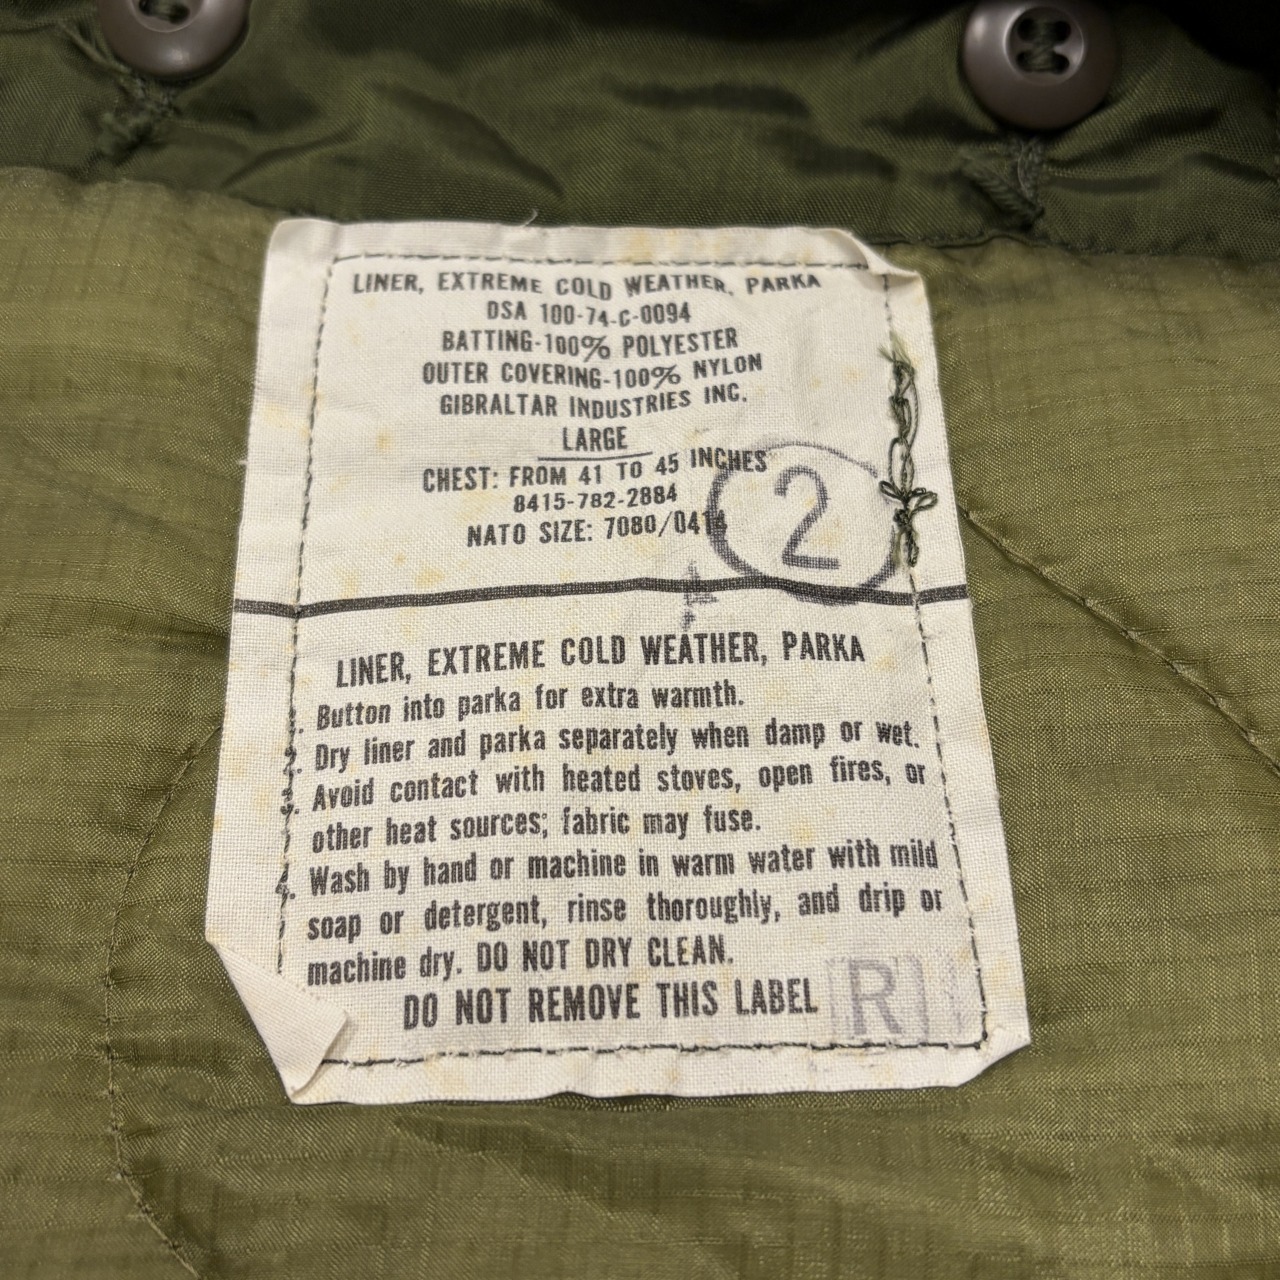 LINER, EXTREME COLD WEATHER, PARKA
DSA 100-74-C-0094
BATTING-100% POLYESTER
OUTER COVERING-100% NYLON
GIBRALTAR INDUSTRIES INC.
LARGE
CHEST: FROM 41 TO 45 INCHES
8415-782-2884
NATO SIZE: 7080/0414
2
LINER, EXTREME COLD WEATHER, PARKA
1. Button into parka for extra warmth.
2. Dry liner and parka separately when damp or wet.
3. Avoid contact with heated stoves, open fires, or
other heat sources; fabric may fuse.
4. Wash by hand or machine in warm water with mild
soap or detergent, rinse thoroughly, and drip or
machine dry. DO NOT DRY CLEAN.
DO NOT REMOVE THIS LABEL
R